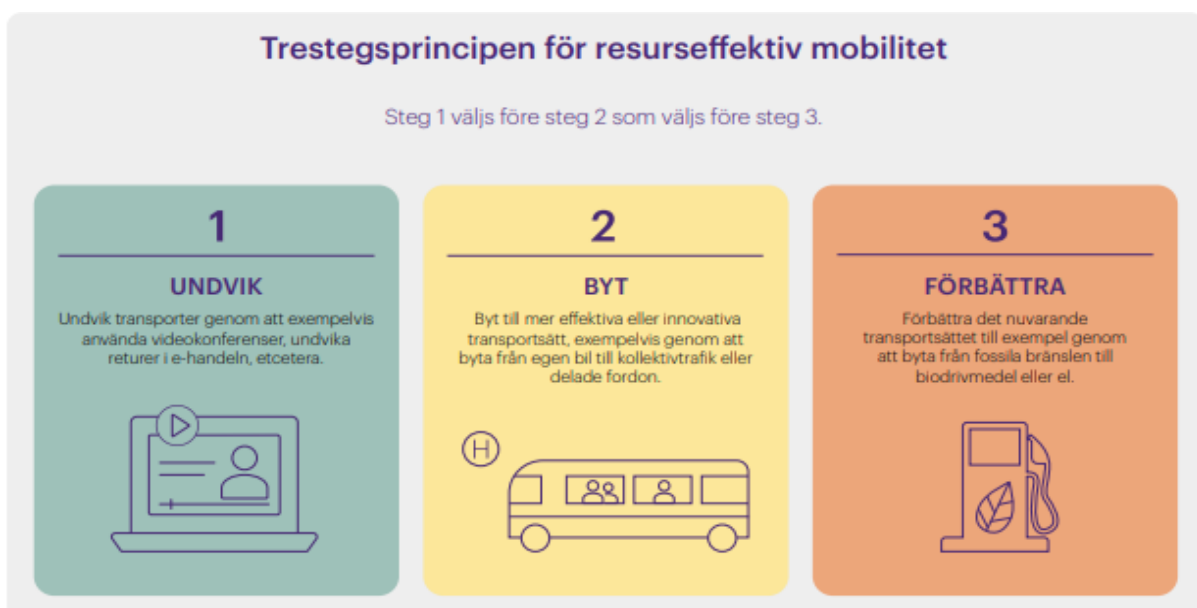 Trestegsprincipen för resurseffektiv mobilitet
Steg 1 väljs före steg 2 som väljs före steg 3.
1
UNDVIK
Undvik transporter genom att exempelvis
använda videokonferenser, undvika
returer i e-handeln, etcetera.
2
BYT
Byt till mer effektiva eller innovativa
transportsätt, exempelvis genom att
byta från egen bil till kollektivtrafik eller
delade fordon.
H
3
FÖRBÄTTRA
Förbättra det nuvarande
transportsättet till exempel genom
att byta från fossila bränslen till
biodrivmedel eller el.